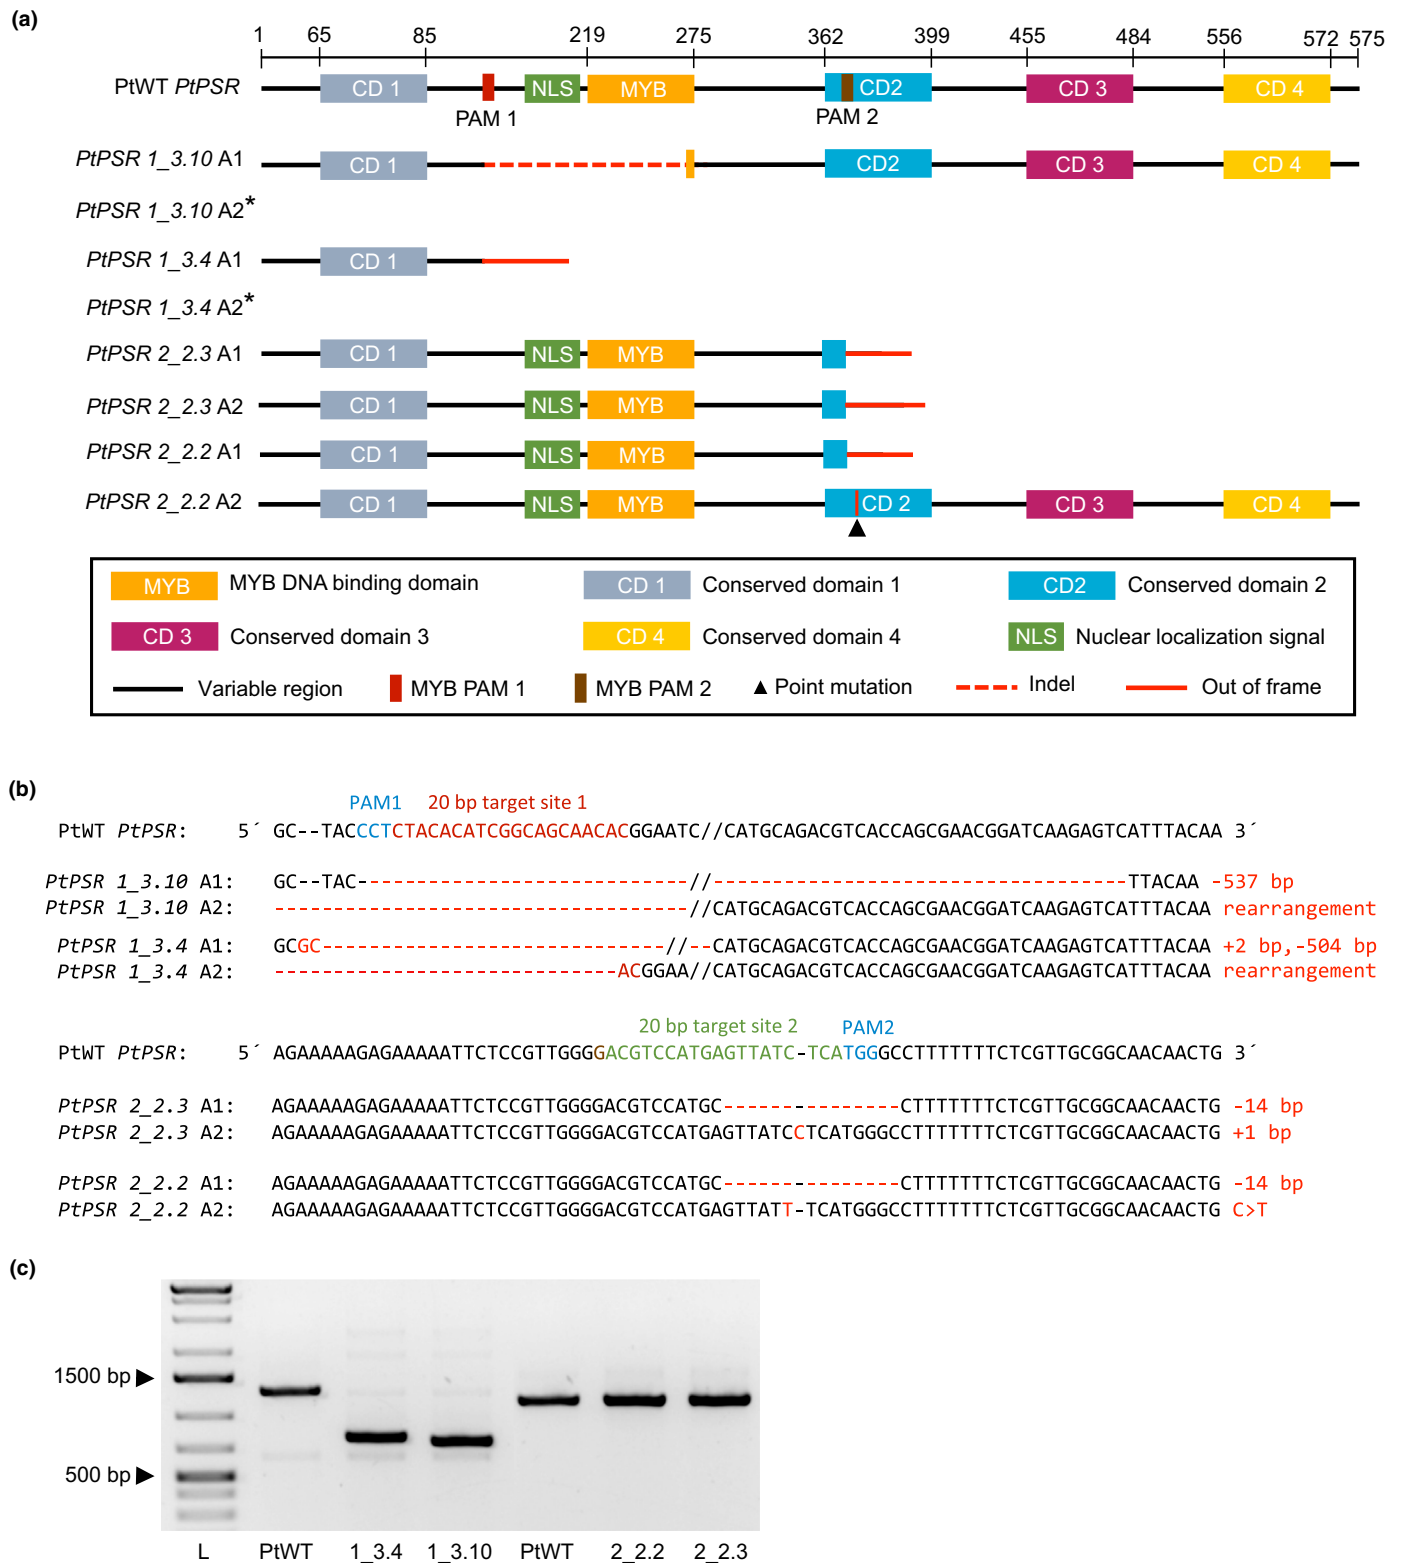 (a)
1 65 85 219 275 362 399 455 484 556 572 575
PtWT PtPSR CD 1 NLS MYB CD2 CD 3 CD 4
PAM 1 PAM 2
PtPSR 1_3.10 A1 CD 1 CD2 CD 3 CD 4
PtPSR 1_3.10 A2*
PtPSR 1_3.4 A1 CD 1
PtPSR 1_3.4 A2*
PtPSR 2_2.3 A1 CD 1 NLS MYB
PtPSR 2_2.3 A2 CD 1 NLS MYB
PtPSR 2_2.2 A1 CD 1 NLS MYB
PtPSR 2_2.2 A2 CD 1 NLS MYB CD 2 CD 3 CD 4
MYB MYB DNA binding domain CD 1 Conserved domain 1 CD2 Conserved domain 2
CD 3 Conserved domain 3 CD 4 Conserved domain 4 NLS Nuclear localization signal
Variable region MYB PAM 1 MYB PAM 2 ▲ Point mutation Indel Out of frame
(b)
PAM1 20 bp target site 1
PtWT PtPSR: 5´ GC--TACCCTCTACACATCGGCAGCAACACGGAATC//CATGCAGACGTCACCAGCGAACGGATCAAGAGTCATTTACAA 3´
PtPSR 1_3.10 A1: GC--TAC----------------------------//-----------------------------------TTACAA -537 bp
PtPSR 1_3.10 A2: -----------------------------------//CATGCAGACGTCACCAGCGAACGGATCAAGAGTCATTTACAA rearrangement
PtPSR 1_3.4 A1: GCGC-----------------------------//--CATGCAGACGTCACCAGCGAACGGATCAAGAGTCATTTACAA +2 bp,-504 bp
PtPSR 1_3.4 A2: -----------------------------ACGGAA//CATGCAGACGTCACCAGCGAACGGATCAAGAGTCATTTACAA rearrangement
20 bp target site 2 PAM2
PtWT PtPSR: 5´ AGAAAAAGAGAAAAATTCTCCGTTGGGGACGTCCATGAGTTATC-TCATGGGCCTTTTTTTCTCGTTGCGGCAACAACTG 3´
PtPSR 2_2.3 A1: AGAAAAAGAGAAAAATTCTCCGTTGGGGACGTCCATGC---------------CTTTTTTTCTCGTTGCGGCAACAACTG -14 bp
PtPSR 2_2.3 A2: AGAAAAAGAGAAAAATTCTCCGTTGGGGACGTCCATGAGTTATCCTCATGGGCCTTTTTTTCTCGTTGCGGCAACAACTG +1 bp
PtPSR 2_2.2 A1: AGAAAAAGAGAAAAATTCTCCGTTGGGGACGTCCATGC---------------CTTTTTTTCTCGTTGCGGCAACAACTG -14 bp
PtPSR 2_2.2 A2: AGAAAAAGAGAAAAATTCTCCGTTGGGGACGTCCATGAGTTATT-TCATGGGCCTTTTTTTCTCGTTGCGGCAACAACTG C>T
(c)
1500 bp ▶
500 bp ▶
L PtWT 1_3.4 1_3.10 PtWT 2_2.2 2_2.3